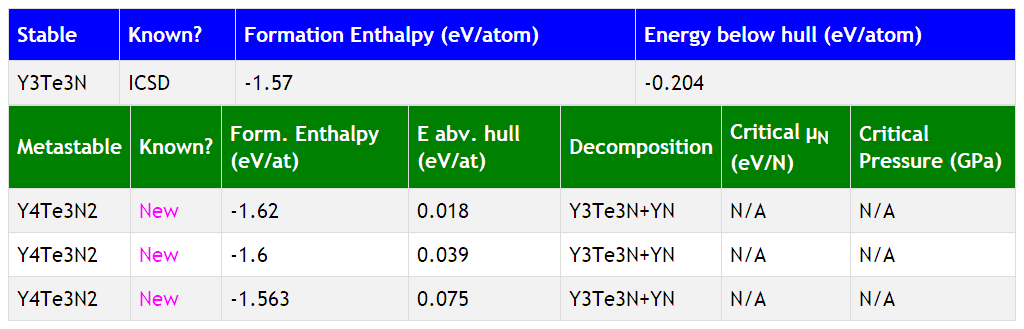 Stable Known? Formation Enthalpy (eV/atom) Energy below hull (eV/atom)
Y3Te3N ICSD -1.57 -0.204
Metastable Known? Form. Enthalpy (eV/at) E abv. hull (eV/at) Decomposition Critical μN (eV/N) Critical Pressure (GPa)
Y4Te3N2 New -1.62 0.018 Y3Te3N+YN N/A N/A
Y4Te3N2 New -1.6 0.039 Y3Te3N+YN N/A N/A
Y4Te3N2 New -1.563 0.075 Y3Te3N+YN N/A N/A